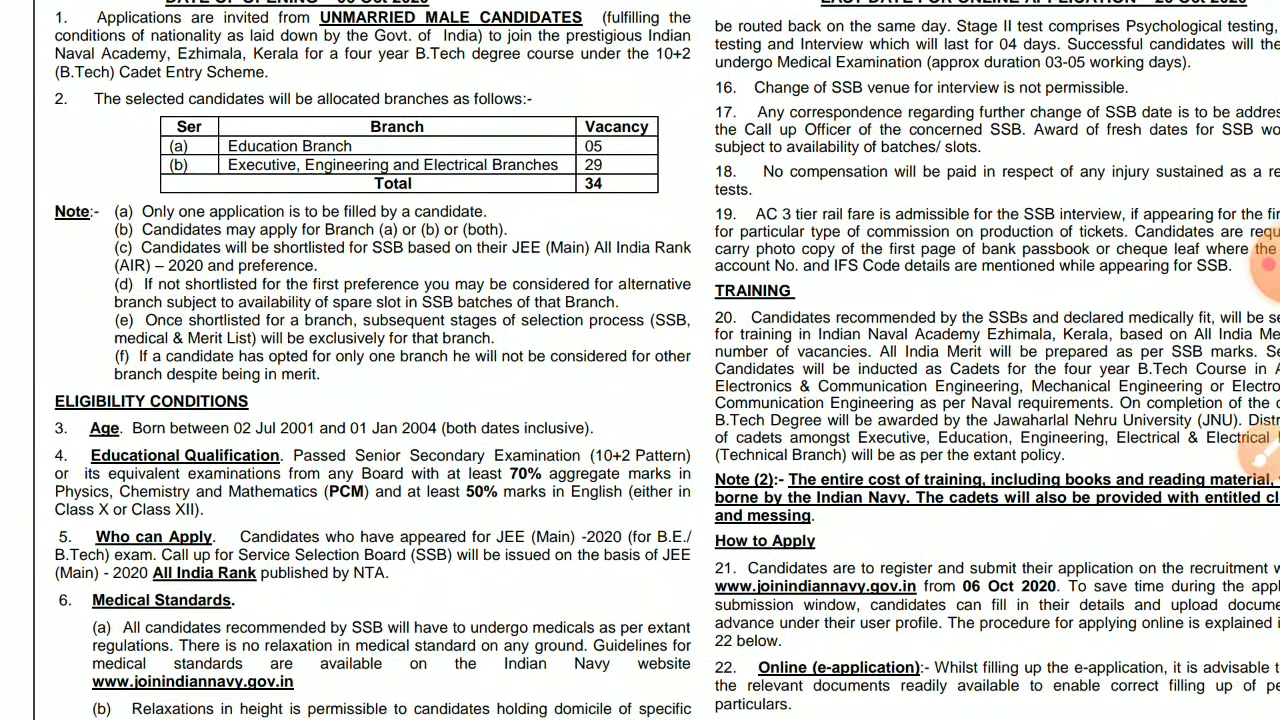 DATE OF OPENING – 06 Oct 2020
1. Applications are invited from UNMARRIED MALE CANDIDATES (fulfilling the
conditions of nationality as laid down by the Govt. of India) to join the prestigious Indian
Naval Academy, Ezhimala, Kerala for a four year B.Tech degree course under the 10+2
(B.Tech) Cadet Entry Scheme.
2. The selected candidates will be allocated branches as follows:-
Ser Branch Vacancy
(a) Education Branch 05
(b) Executive, Engineering and Electrical Branches 29
Total 34
Note:- (a) Only one application is to be filled by a candidate.
(b) Candidates may apply for Branch (a) or (b) or (both).
(c) Candidates will be shortlisted for SSB based on their JEE (Main) All India Rank
(AIR) – 2020 and preference.
(d) If not shortlisted for the first preference you may be considered for alternative
branch subject to availability of spare slot in SSB batches of that Branch.
(e) Once shortlisted for a branch, subsequent stages of selection process (SSB,
medical & Merit List) will be exclusively for that branch.
(f) If a candidate has opted for only one branch he will not be considered for other
branch despite being in merit.
ELIGIBILITY CONDITIONS
3. Age. Born between 02 Jul 2001 and 01 Jan 2004 (both dates inclusive).
4. Educational Qualification. Passed Senior Secondary Examination (10+2 Pattern)
or its equivalent examinations from any Board with at least 70% aggregate marks in
Physics, Chemistry and Mathematics (PCM) and at least 50% marks in English (either in
Class X or Class XII).
5. Who can Apply. Candidates who have appeared for JEE (Main) -2020 (for B.E./
B.Tech) exam. Call up for Service Selection Board (SSB) will be issued on the basis of JEE
(Main) - 2020 All India Rank published by NTA.
6. Medical Standards.
(a) All candidates recommended by SSB will have to undergo medicals as per extant
regulations. There is no relaxation in medical standard on any ground. Guidelines for
medical standards are available on the Indian Navy website
www.joinindiannavy.gov.in
(b) Relaxations in height is permissible to candidates holding domicile of specific
LAST DATE FOR ONLINE APPLICATION – 20 Oct 2020
be routed back on the same day. Stage II test comprises Psychological testing,
testing and Interview which will last for 04 days. Successful candidates will the
undergo Medical Examination (approx duration 03-05 working days).
16. Change of SSB venue for interview is not permissible.
17. Any correspondence regarding further change of SSB date is to be addres
the Call up Officer of the concerned SSB. Award of fresh dates for SSB wo
subject to availability of batches/ slots.
18. No compensation will be paid in respect of any injury sustained as a re
tests.
19. AC 3 tier rail fare is admissible for the SSB interview, if appearing for the fir
for particular type of commission on production of tickets. Candidates are requ
carry photo copy of the first page of bank passbook or cheque leaf where the
account No. and IFS Code details are mentioned while appearing for SSB.
TRAINING
20. Candidates recommended by the SSBs and declared medically fit, will be se
for training in Indian Naval Academy Ezhimala, Kerala, based on All India Me
number of vacancies. All India Merit will be prepared as per SSB marks. Se
Candidates will be inducted as Cadets for the four year B.Tech Course in A
Electronics & Communication Engineering, Mechanical Engineering or Electro
Communication Engineering as per Naval requirements. On completion of the c
B.Tech Degree will be awarded by the Jawaharlal Nehru University (JNU). Distr
of cadets amongst Executive, Education, Engineering, Electrical & Electrical
(Technical Branch) will be as per the extant policy.
Note (2):- The entire cost of training, including books and reading material,
borne by the Indian Navy. The cadets will also be provided with entitled cl
and messing.
How to Apply
21. Candidates are to register and submit their application on the recruitment w
www.joinindiannavy.gov.in from 06 Oct 2020. To save time during the appl
submission window, candidates can fill in their details and upload docume
advance under their user profile. The procedure for applying online is explained i
22 below.
22. Online (e-application):- Whilst filling up the e-application, it is advisable t
the relevant documents readily available to enable correct filling up of pe
particulars.